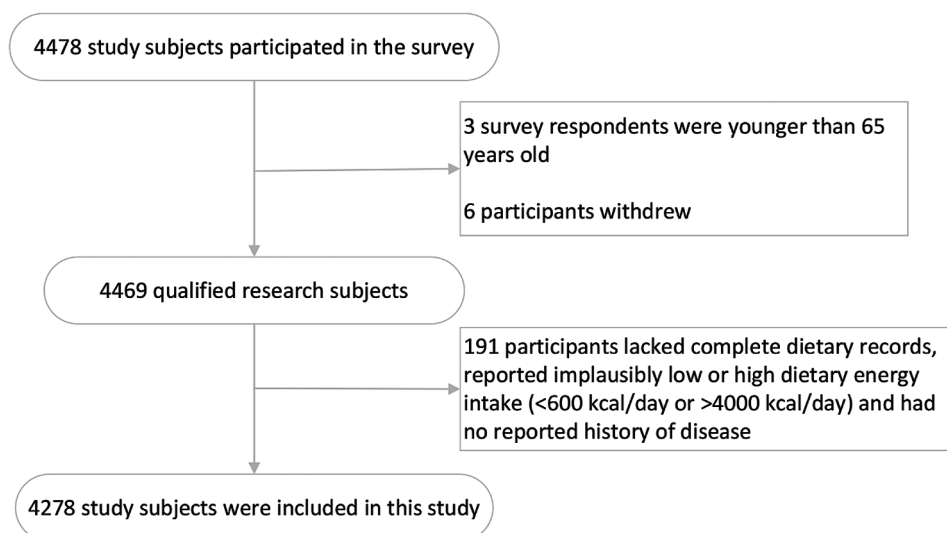 4478 study subjects participated in the survey
3 survey respondents were younger than 65
years old
6 participants withdrew
4469 qualified research subjects
191 participants lacked complete dietary records,
reported implausibly low or high dietary energy
intake (<600 kcal/day or >4000 kcal/day) and had
no reported history of disease
4278 study subjects were included in this study